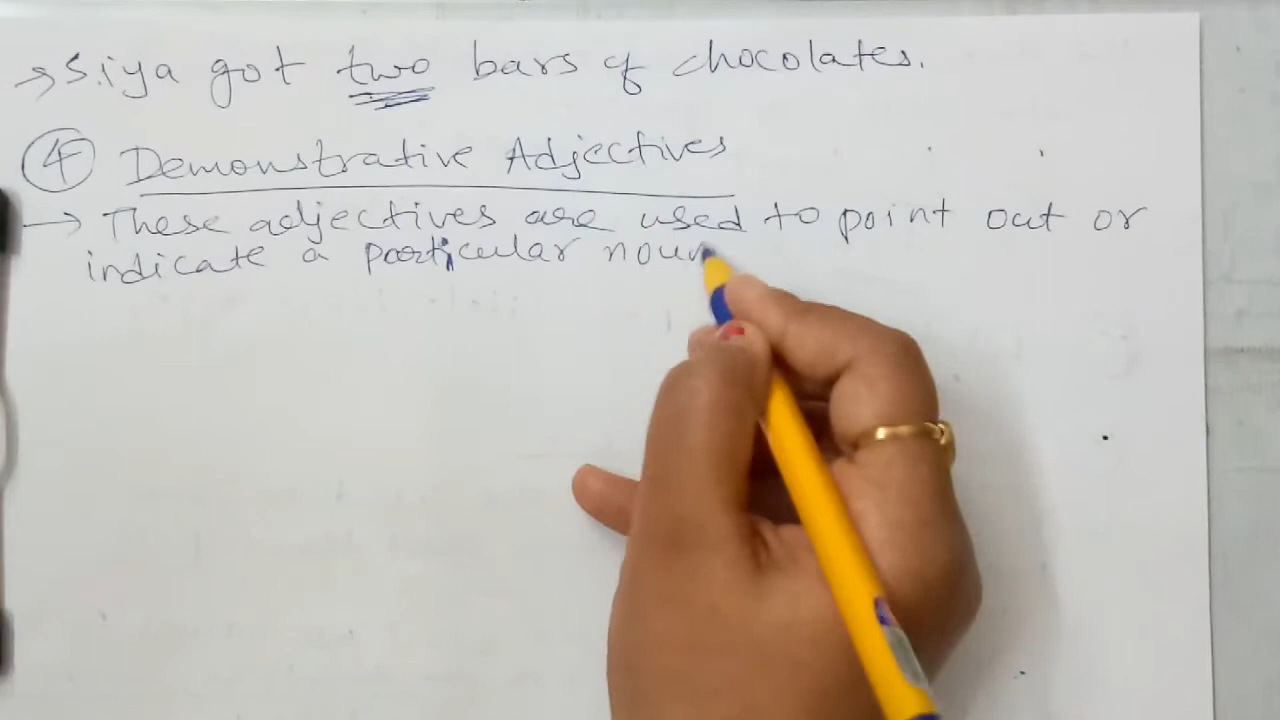 → Siya got two bars of chocolates.
④ Demonstrative Adjectives
→ These adjectives are used to point out or
indicate a particular noun